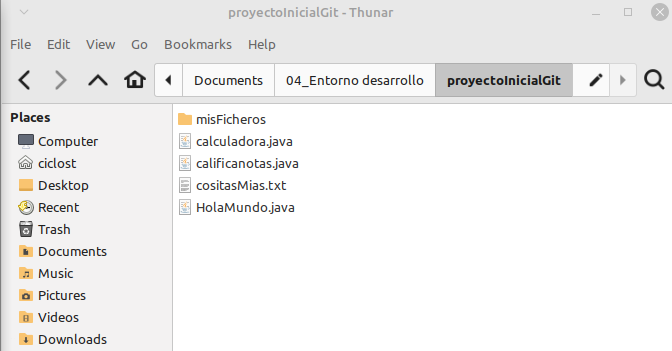 proyectoInicialGit - Thunar
File Edit View Go Bookmarks Help
Documents 04_Entorno desarrollo proyectoInicialGit
Places
Computer
ciclost
Desktop
Recent
Trash
Documents
Music
Pictures
Videos
Downloads
misFicheros
calculadora.java
calificanotas.java
cositasMias.txt
HolaMundo.java